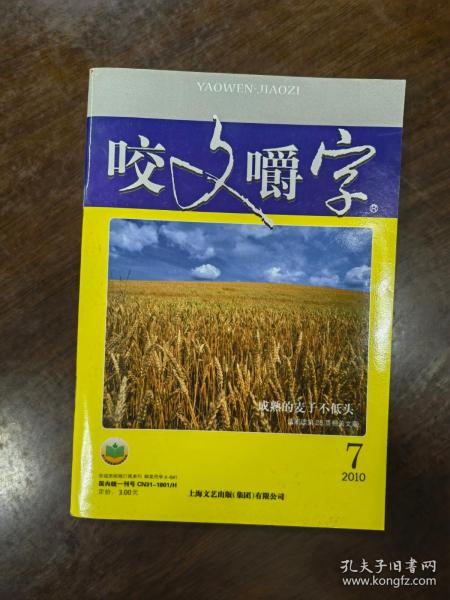 YAOWEN-JIAOZI
咬文嚼字®
成熟的麦子不低头
7
2010
国内统一刊号 CN31-1801/H
定价：3.00元
上海文艺出版(集团)有限公司
孔夫子旧书网
www.kongfz.com